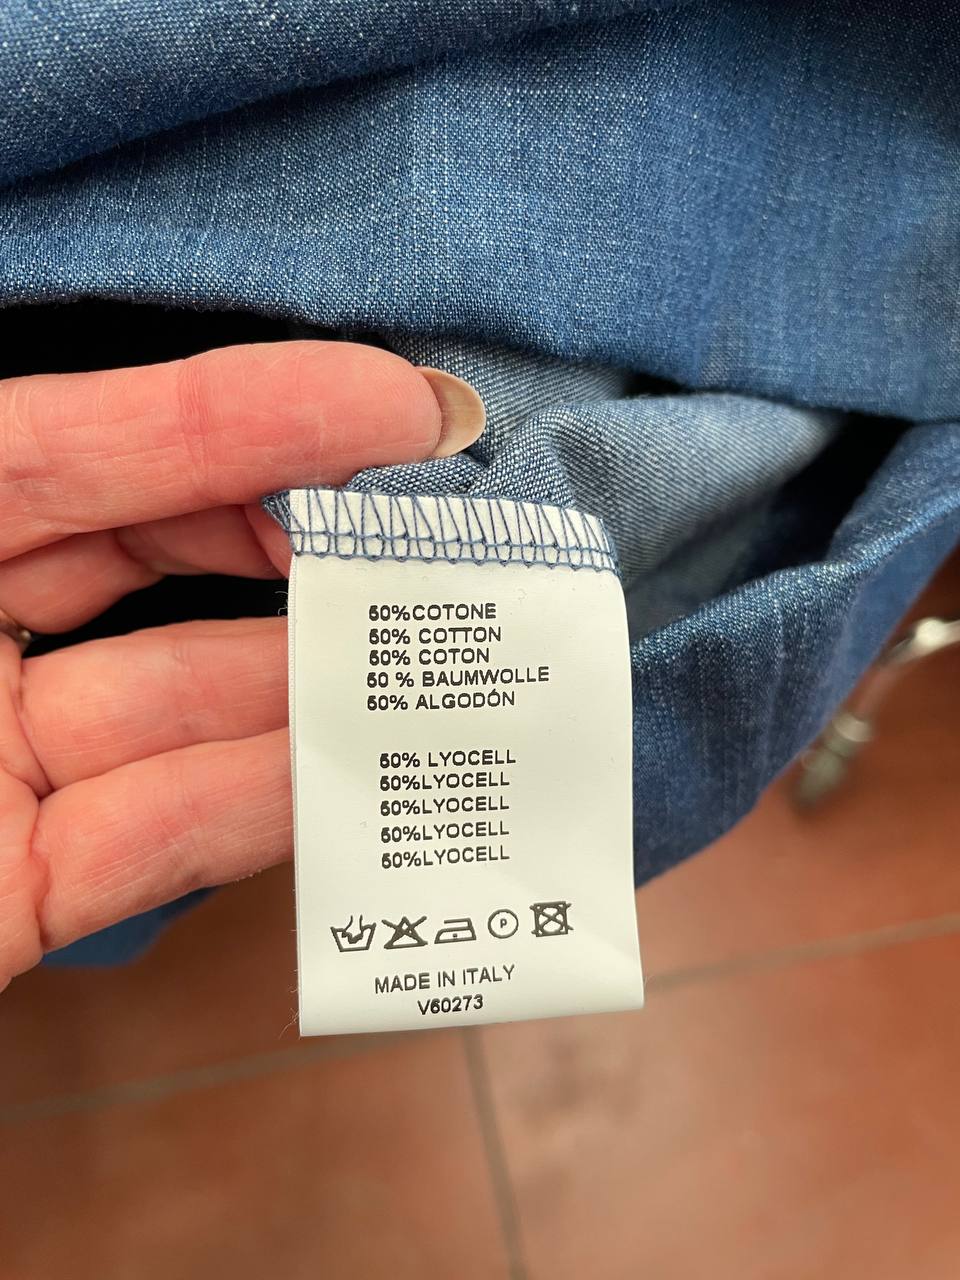 50%COTONE
50% COTTON
50% COTON
50 % BAUMWOLLE
50% ALGODÓN
50% LYOCELL
50%LYOCELL
50%LYOCELL
50%LYOCELL
50%LYOCELL
P
MADE IN ITALY
V60273